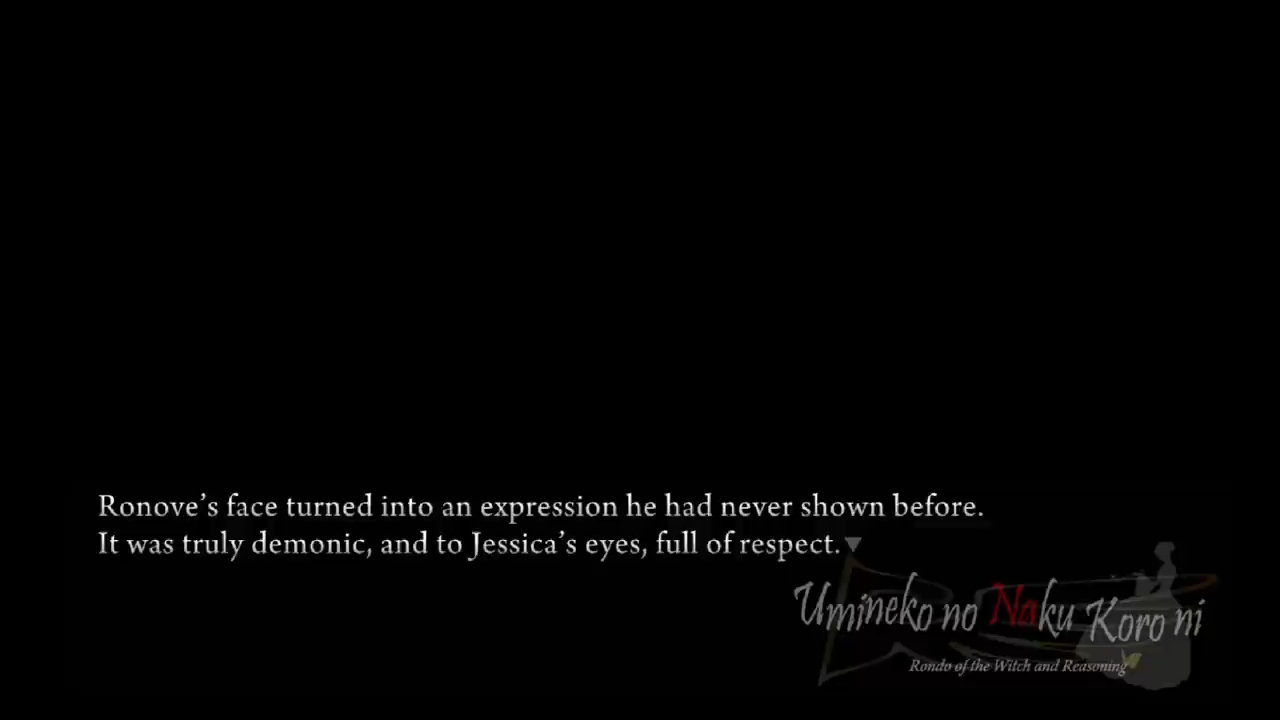 Ronove’s face turned into an expression he had never shown before.
It was truly demonic, and to Jessica’s eyes, full of respect.
Umineko no Naku Koro ni
Rondo of the Witch and Reasoning